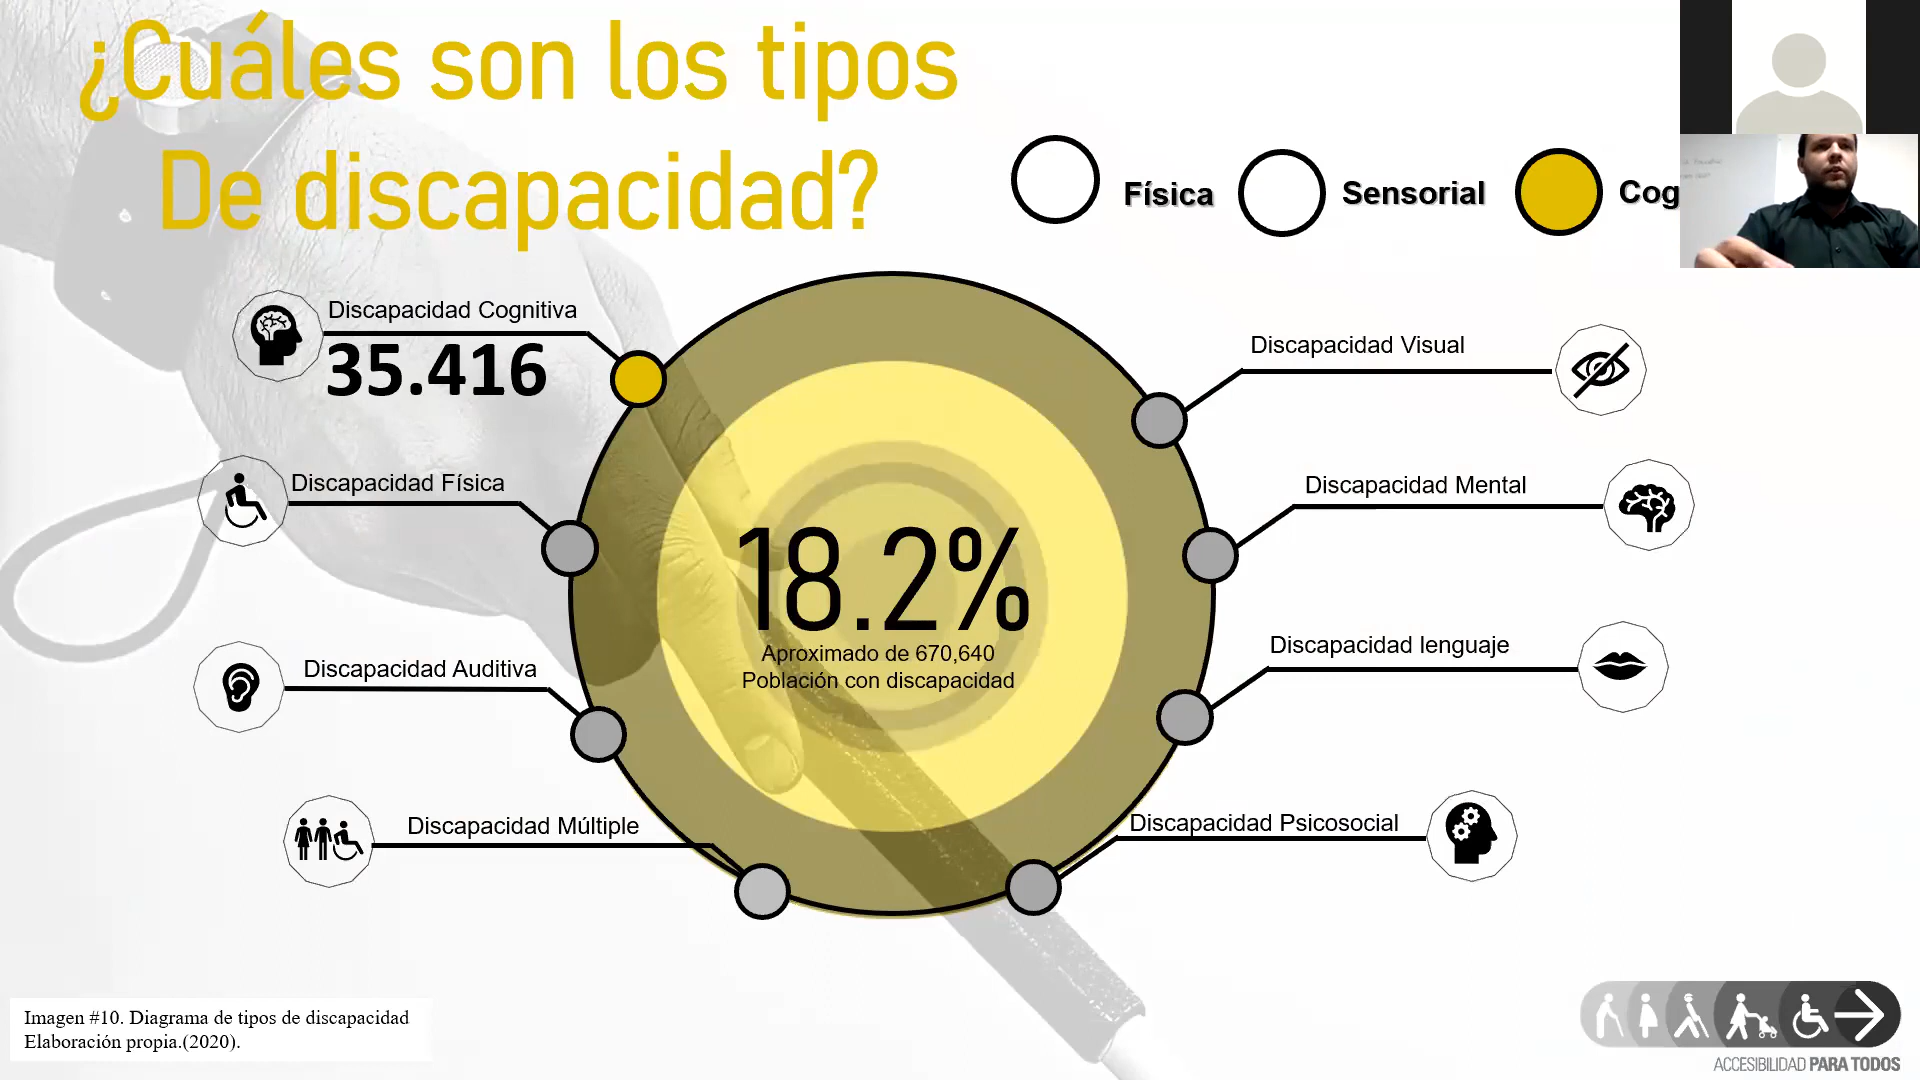 ¿Cuáles son los tipos
De discapacidad?
Física
Sensorial
Discapacidad Cognitiva
35.416
Discapacidad Física
Discapacidad Auditiva
Discapacidad Múltiple
18.2%
Aproximado de 670,640
Población con discapacidad
Discapacidad Visual
Discapacidad Mental
Discapacidad lenguaje
Discapacidad Psicosocial
Imagen #10. Diagrama de tipos de discapacidad
Elaboración propia.(2020).
ACCESIBILIDAD PARA TODOS